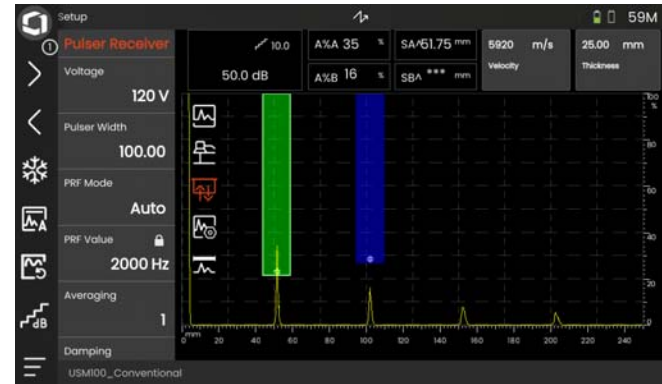 Setup
59M
1
Pulser Receiver
Voltage
120 V
Pulser Width
100.00
PRF Mode
Auto
PRF Value
2000 Hz
Averaging
1
Damping
USM100_Conventional
10.0
50.0 dB
A%A 35 %
A%B 16 %
SA^61.75 mm
SB^ *** mm
5920 m/s
Velocity
25.00 mm
Thickness
100
%
80
60
40
20
0
mm 20 40 60 80 100 120 140 160 180 200 220 240
A
dB